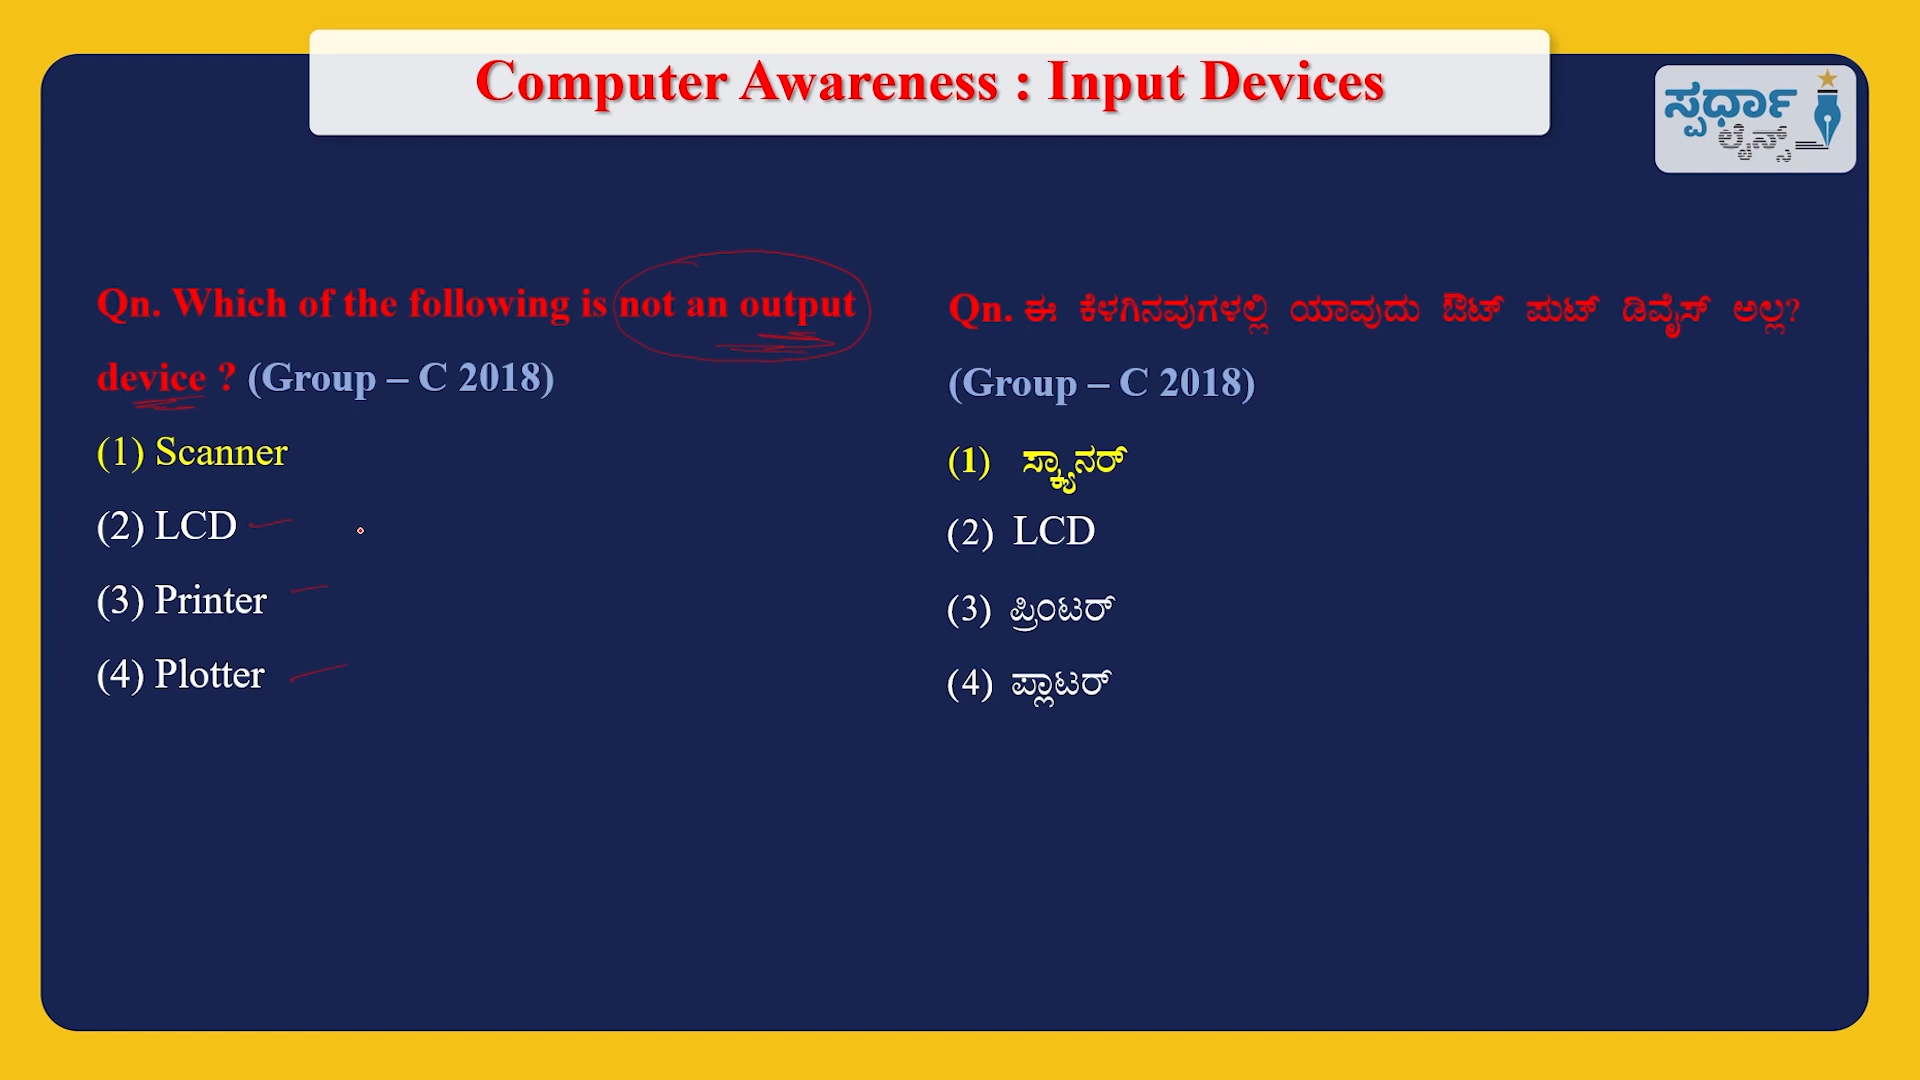 Computer Awareness : Input Devices
ಸ್ಪರ್ಧಾ
ಲೈನ್ಸ್
Qn. Which of the following is not an output
device ? (Group – C 2018)
(1) Scanner
(2) LCD
(3) Printer
(4) Plotter
Qn. ಈ ಕೆಳಗಿನವುಗಳಲ್ಲಿ ಯಾವುದು ಔಟ್ ಪುಟ್ ಡಿವೈಸ್ ಅಲ್ಲ?
(Group – C 2018)
(1) ಸ್ಕ್ಯಾನರ್
(2) LCD
(3) ಪ್ರಿಂಟರ್
(4) ಪ್ಲಾಟರ್